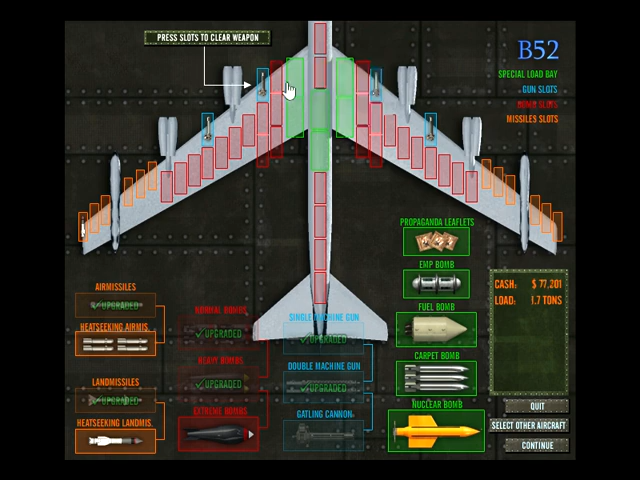 PRESS SLOTS TO CLEAR WEAPON
B52
SPECIAL LOAD BAY
GUN SLOTS
BOMB SLOTS
MISSILES SLOTS
PROPAGANDA LEAFLETS
EMP BOMB
CASH: $ 77,201
LOAD: 1.7 TONS
AIRMISSILES
UPGRADED
HEATSEEKING AIRMIS.
NORMAL BOMBS
UPGRADED
SINGLE MACHINE GUN
UPGRADED
FUEL BOMB
HEAVY BOMBS
UPGRADED
DOUBLE MACHINE GUN
UPGRADED
CARPET BOMB
LANDMISSILES
UPGRADED
HEATSEEKING LANDMIS.
EXTREME BOMBS
GATLING CANNON
NUCLEAR BOMB
QUIT
SELECT OTHER AIRCRAFT
CONTINUE